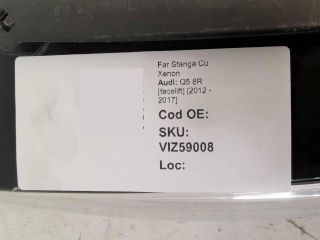 Far Stanga Cu
Xenon
Audi: Q5 8R
[facelift] [2012 -
2017]
Cod OE:
SKU:
VIZ59008
Loc: